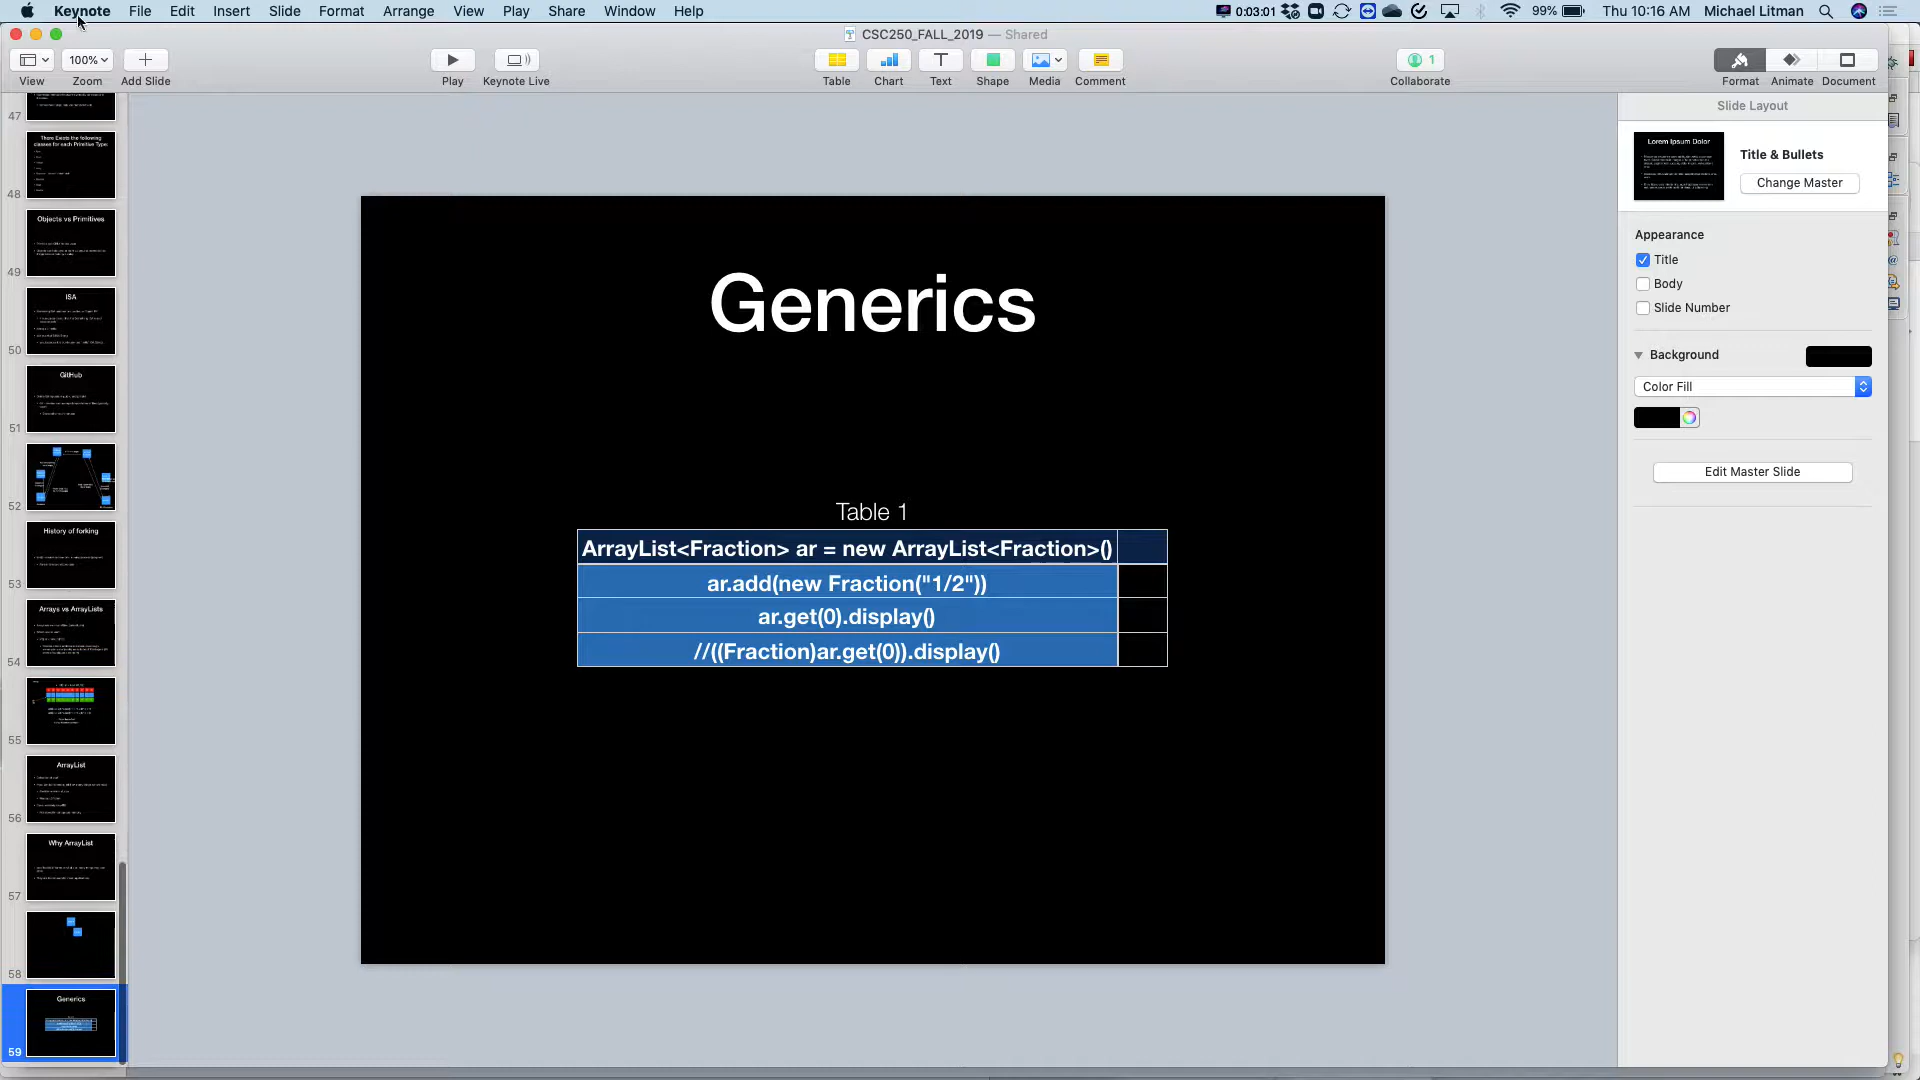 Keynote File Edit Insert Slide Format Arrange View Play Share Window Help
0:03:01 99% Thu 10:16 AM Michael Litman
CSC250_FALL_2019 — Shared
100%
1
View Zoom Add Slide Play Keynote Live Table Chart Text Shape Media Comment Collaborate Format Animate Document
47
There Exists the following
classes for each Primitive Type:
48
Objects vs Primitives
49
ISA
50
GitHub
51
52
History of forking
53
Arrays vs ArrayLists
54
55
ArrayList
56
Why ArrayList
57
58
Generics
59
Generics
Table 1
ArrayList<Fraction> ar = new ArrayList<Fraction>()
ar.add(new Fraction("1/2"))
ar.get(0).display()
//((Fraction)ar.get(0)).display()
Slide Layout
Lorem Ipsum Dolor
Title & Bullets
Change Master
Appearance
Title
Body
Slide Number
Background
Color Fill
Edit Master Slide